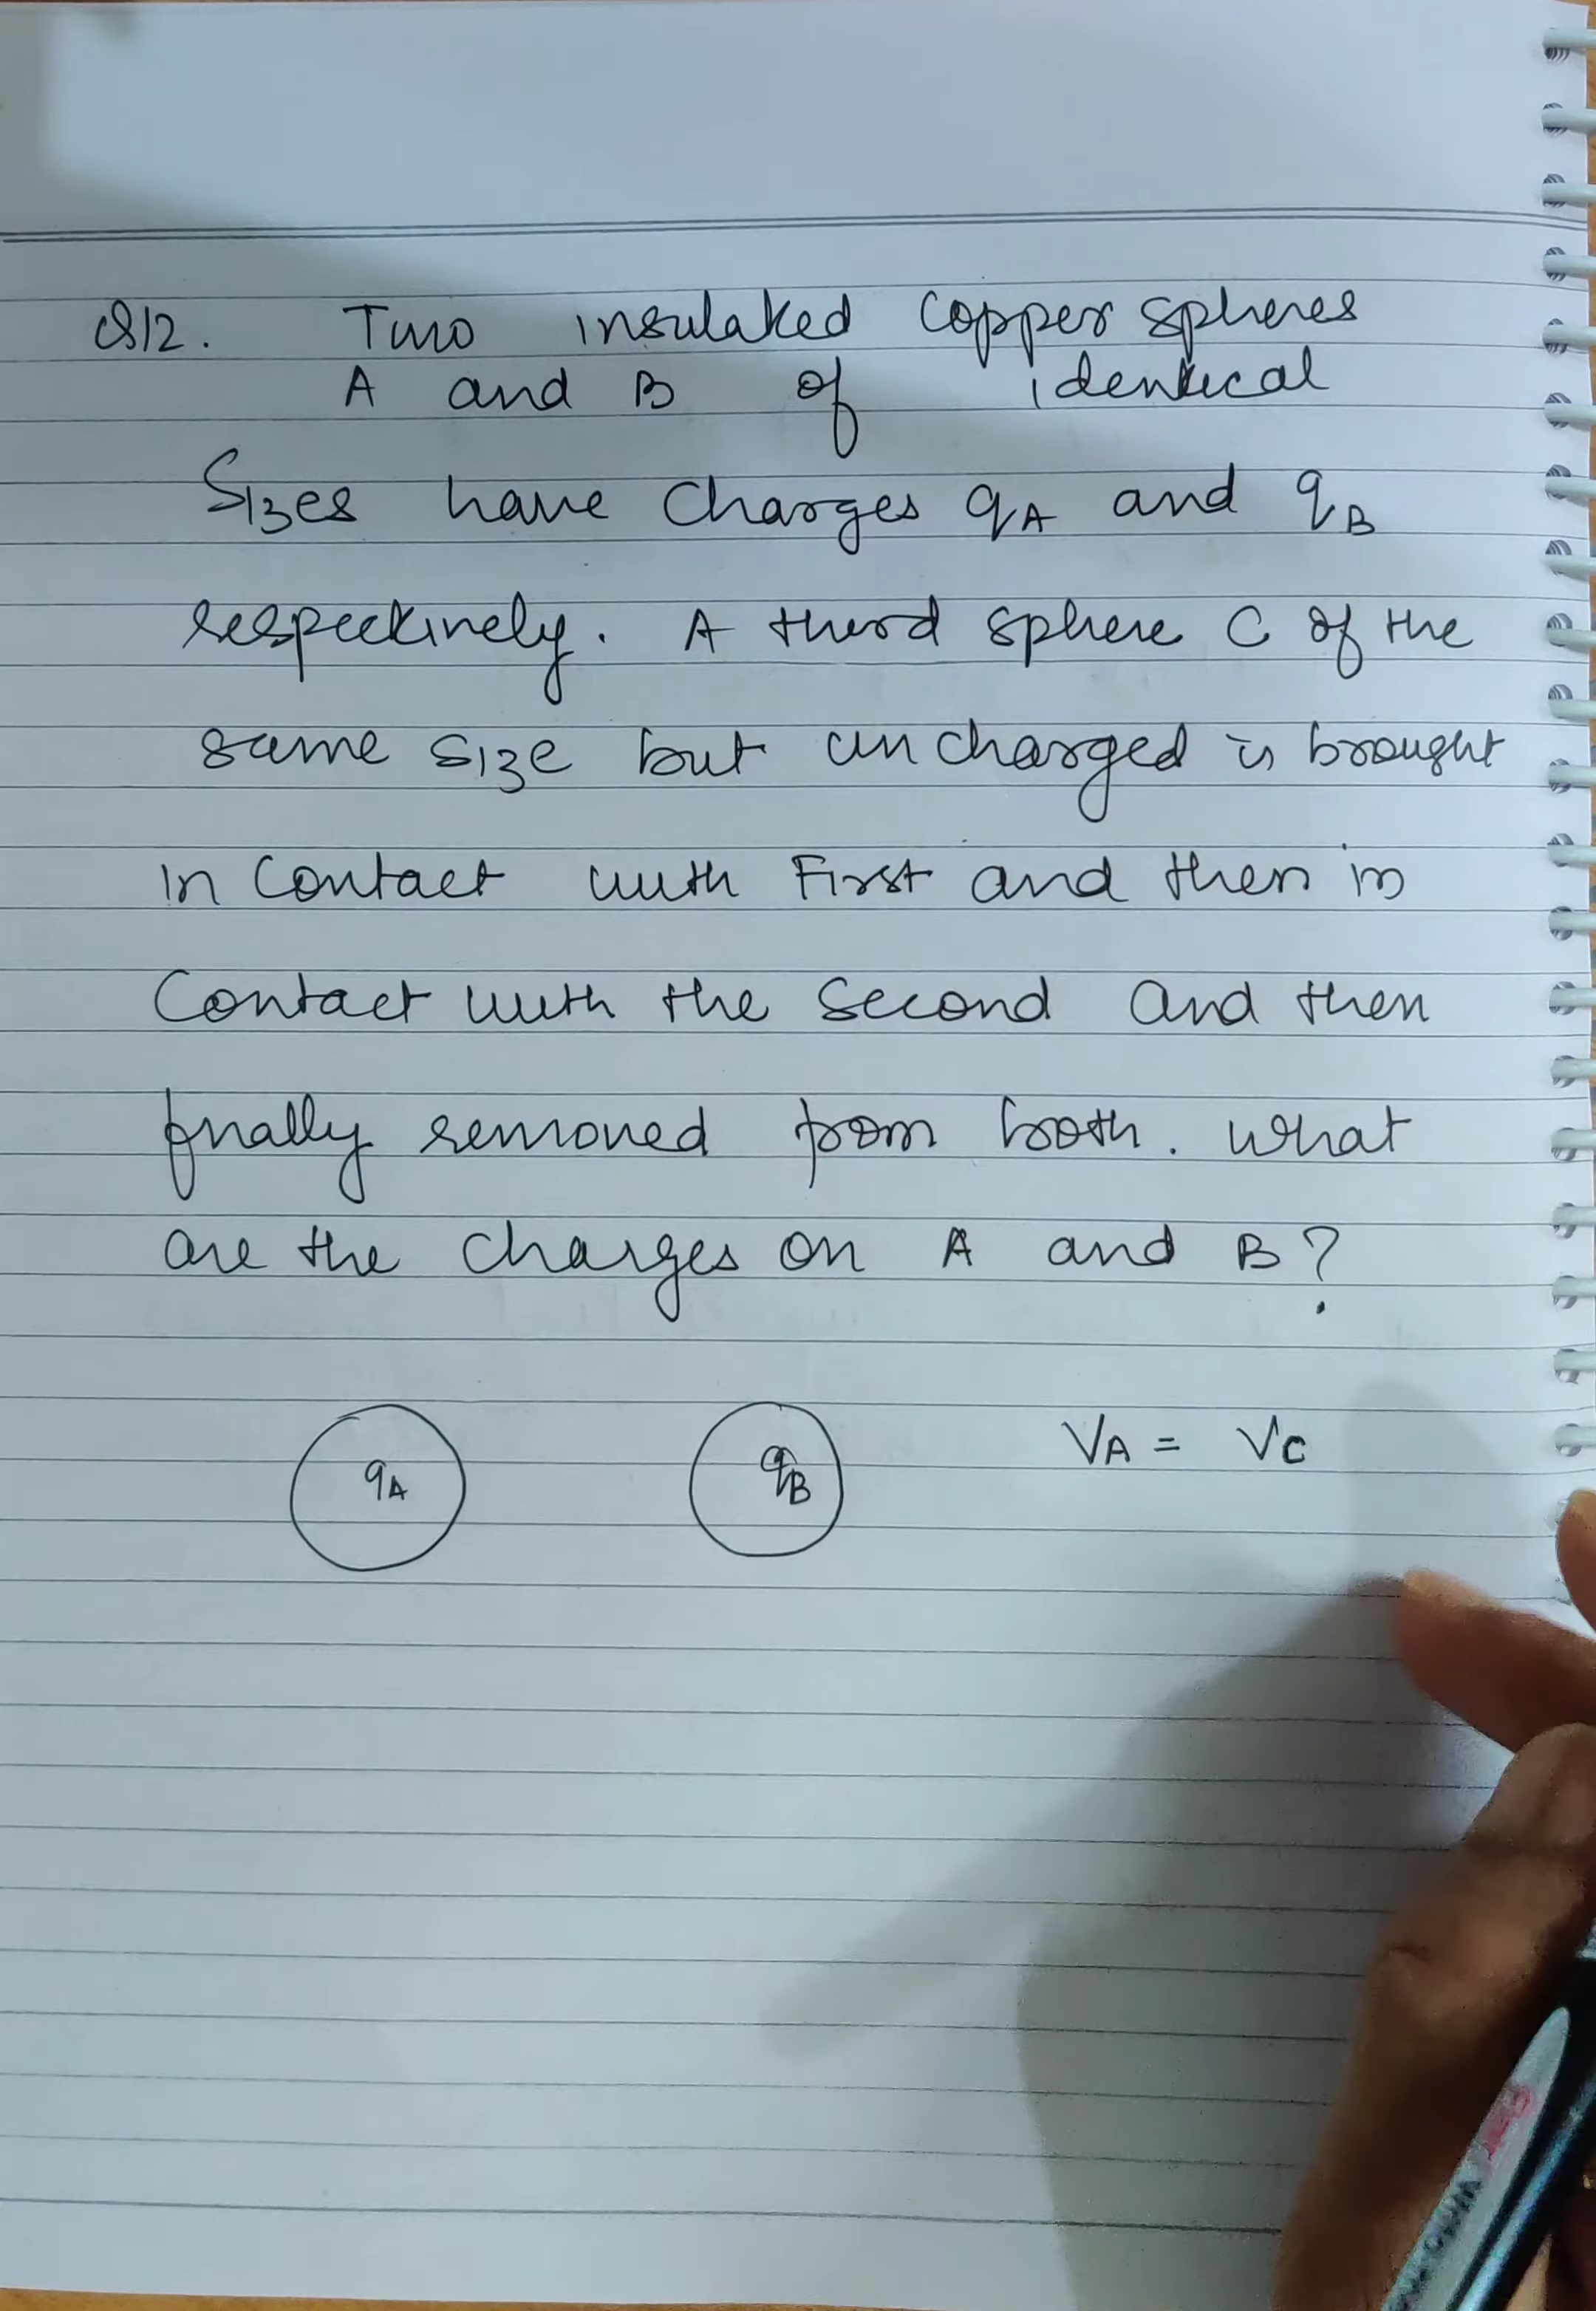 Q12. Two insulated copper spheres
A and B of identical
Sizes have charges qA and qB
respectively. A third sphere C of the
same size but uncharged is brought
in contact with First and then in
Contact with the second and then
finally removed from both. What
are the charges on A and B?
qA qB VA = VC